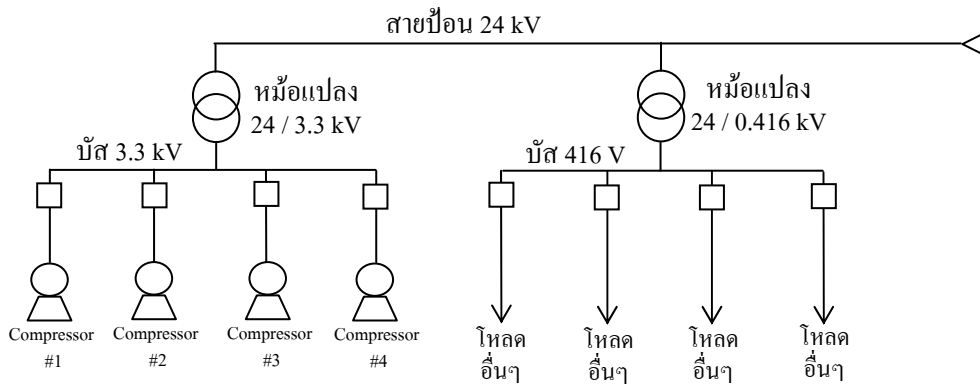 สายป้อน 24 kV
หม้อแปลง
24 / 3.3 kV
หม้อแปลง
24 / 0.416 kV
บัส 3.3 kV
บัส 416 V
Compressor
#1
Compressor
#2
Compressor
#3
Compressor
#4
โหลด
อื่นๆ
โหลด
อื่นๆ
โหลด
อื่นๆ
โหลด
อื่นๆ